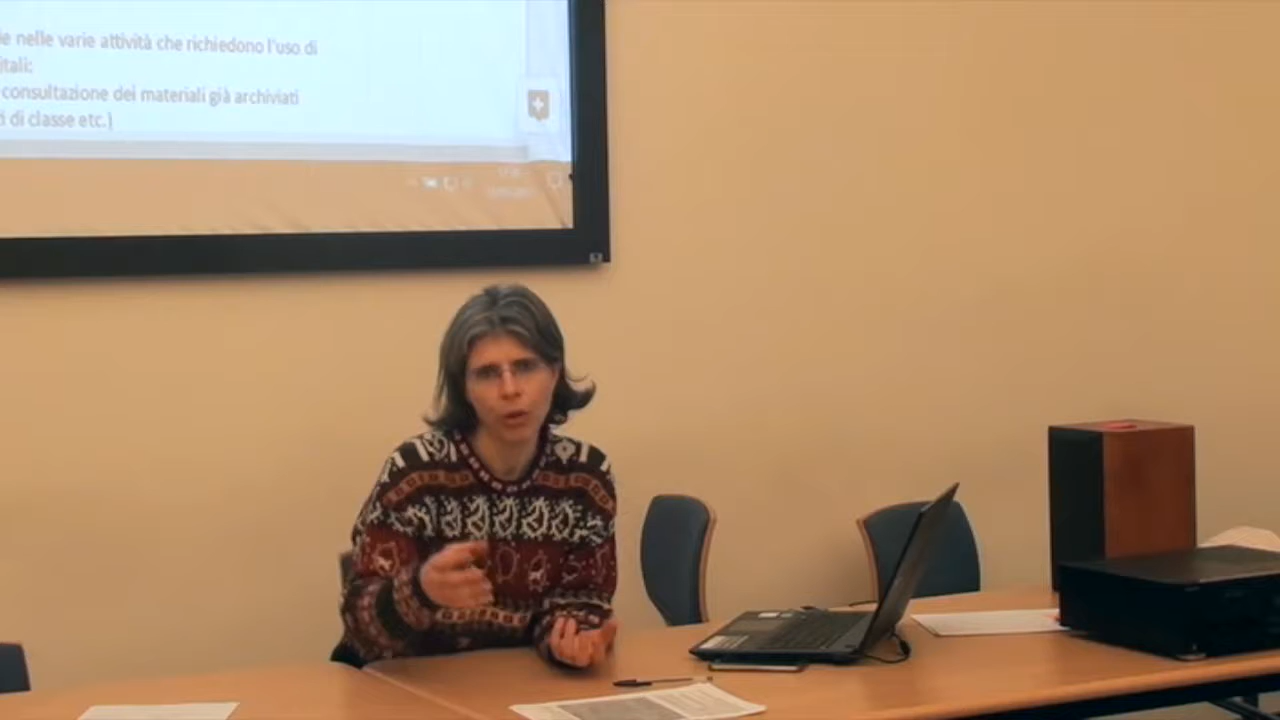 e nelle varie attività che richiedono l'uso di
itali;
consultazione dei materiali già archiviati
i di classe etc.)